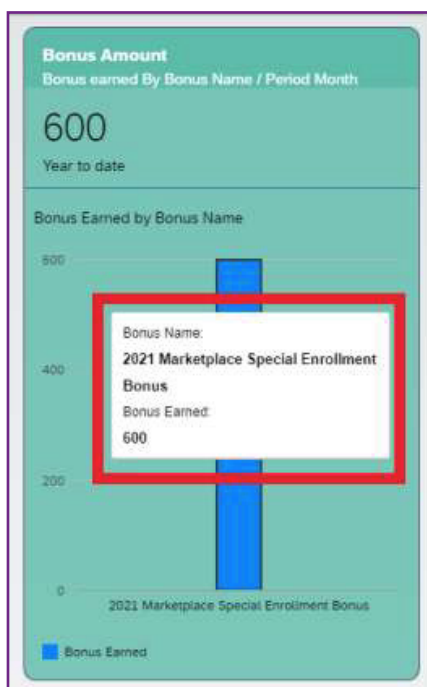 Bonus Amount
Bonus earned By Bonus Name / Period Month
600
Year to date
Bonus Earned by Bonus Name
600
Bonus Name:
2021 Marketplace Special Enrollment
Bonus
Bonus Earned:
600
400
200
0
2021 Marketplace Special Enrollment Bonus
Bonus Earned